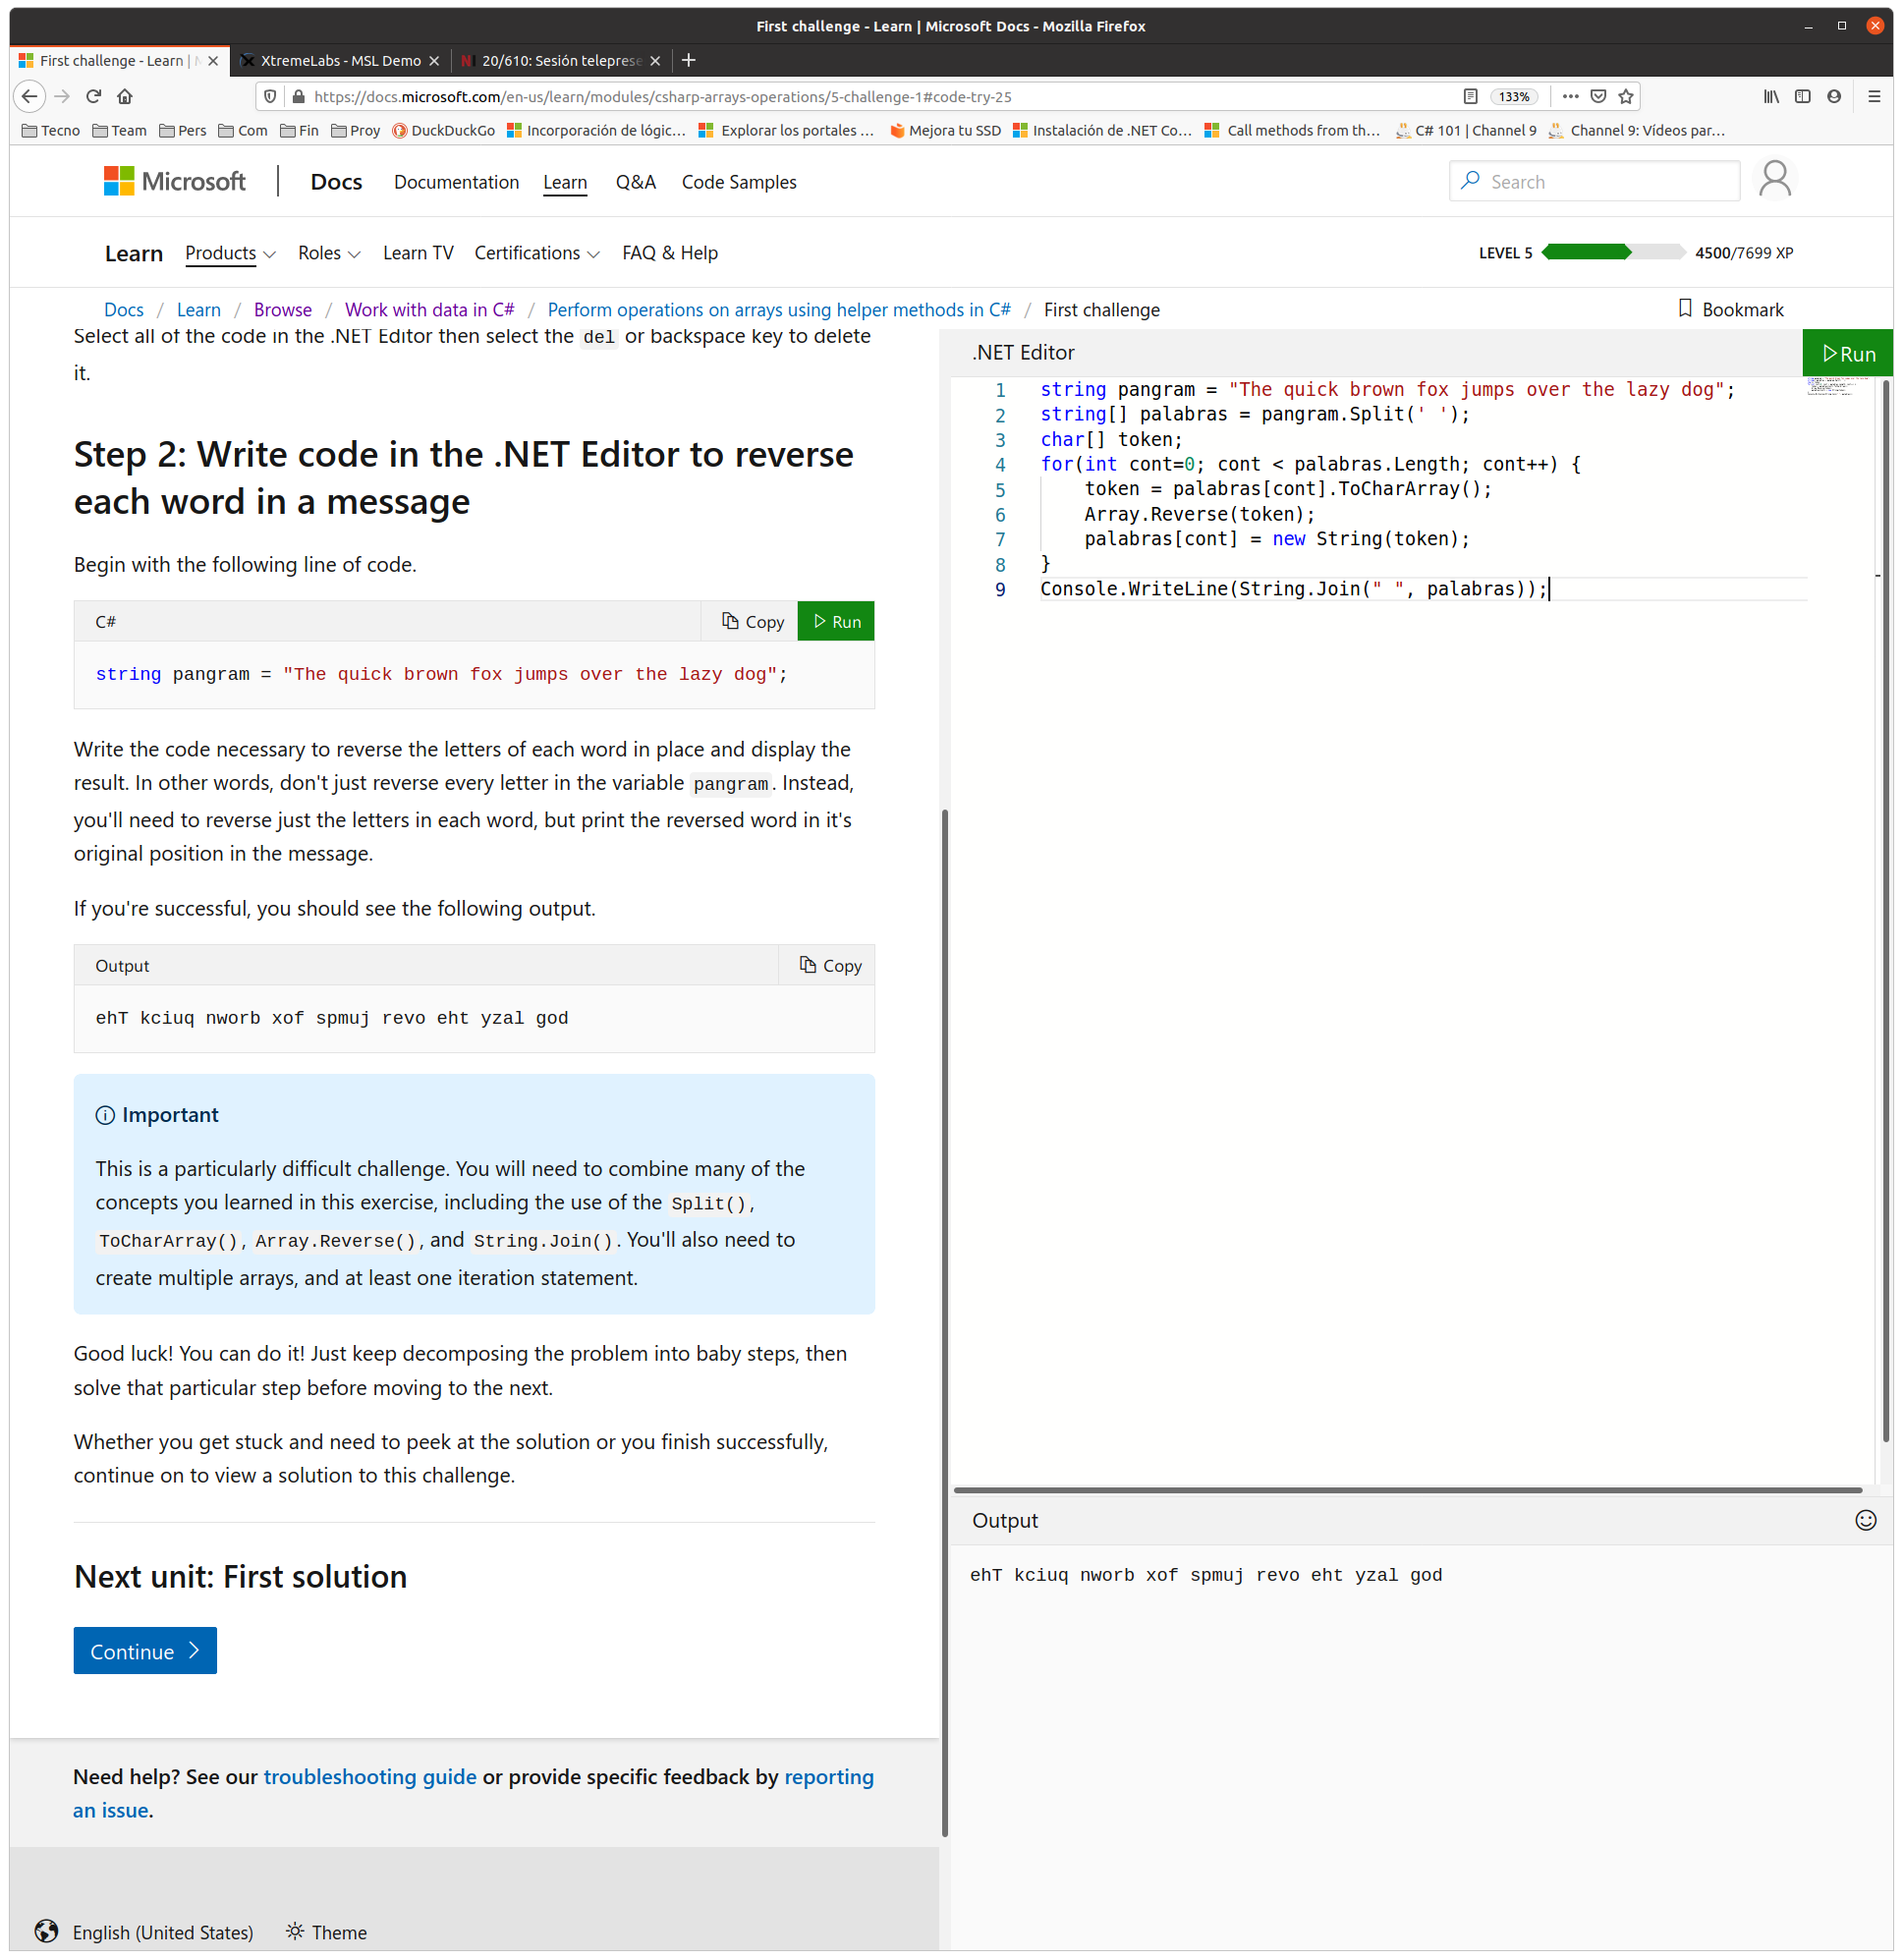 First challenge - Learn | Microsoft Docs - Mozilla Firefox
First challenge - Learn |
XtremeLabs - MSL Demo
20/610: Sesión teleprese
https://docs.microsoft.com/en-us/learn/modules/csharp-arrays-operations/5-challenge-1#code-try-25
133%
Tecno Team Pers Com Fin Proy DuckDuckGo Incorporación de lógic... Explorar los portales ... Mejora tu SSD Instalación de .NET Co... Call methods from th... C# 101 | Channel 9 Channel 9: Vídeos par...
Microsoft Docs Documentation Learn Q&A Code Samples Search
Learn Products Roles Learn TV Certifications FAQ & Help LEVEL 5 4500/7699 XP
Docs / Learn / Browse / Work with data in C# / Perform operations on arrays using helper methods in C# / First challenge Bookmark
Select all of the code in the .NET Editor then select the del or backspace key to delete
it.
Step 2: Write code in the .NET Editor to reverse
each word in a message
Begin with the following line of code.
C# Copy Run
string pangram = "The quick brown fox jumps over the lazy dog";
Write the code necessary to reverse the letters of each word in place and display the
result. In other words, don't just reverse every letter in the variable pangram. Instead,
you'll need to reverse just the letters in each word, but print the reversed word in it's
original position in the message.
If you're successful, you should see the following output.
Output Copy
ehT kciuq nworb xof spmuj revo eht yzal god
Important
This is a particularly difficult challenge. You will need to combine many of the
concepts you learned in this exercise, including the use of the Split(),
ToCharArray(), Array.Reverse(), and String.Join(). You'll also need to
create multiple arrays, and at least one iteration statement.
Good luck! You can do it! Just keep decomposing the problem into baby steps, then
solve that particular step before moving to the next.
Whether you get stuck and need to peek at the solution or you finish successfully,
continue on to view a solution to this challenge.
Next unit: First solution
Continue
Need help? See our troubleshooting guide or provide specific feedback by reporting
an issue.
English (United States) Theme
.NET Editor Run
1 string pangram = "The quick brown fox jumps over the lazy dog";
2 string[] palabras = pangram.Split(' ');
3 char[] token;
4 for(int cont=0; cont < palabras.Length; cont++) {
5 token = palabras[cont].ToCharArray();
6 Array.Reverse(token);
7 palabras[cont] = new String(token);
8 }
9 Console.WriteLine(String.Join(" ", palabras));
Output
ehT kciuq nworb xof spmuj revo eht yzal god